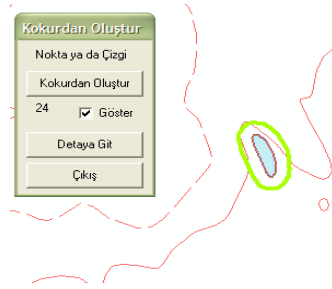 Kokurdan Oluştur
Nokta ya da Çizgi
Kokurdan Oluştur
24 Göster
Detaya Git
Çıkış